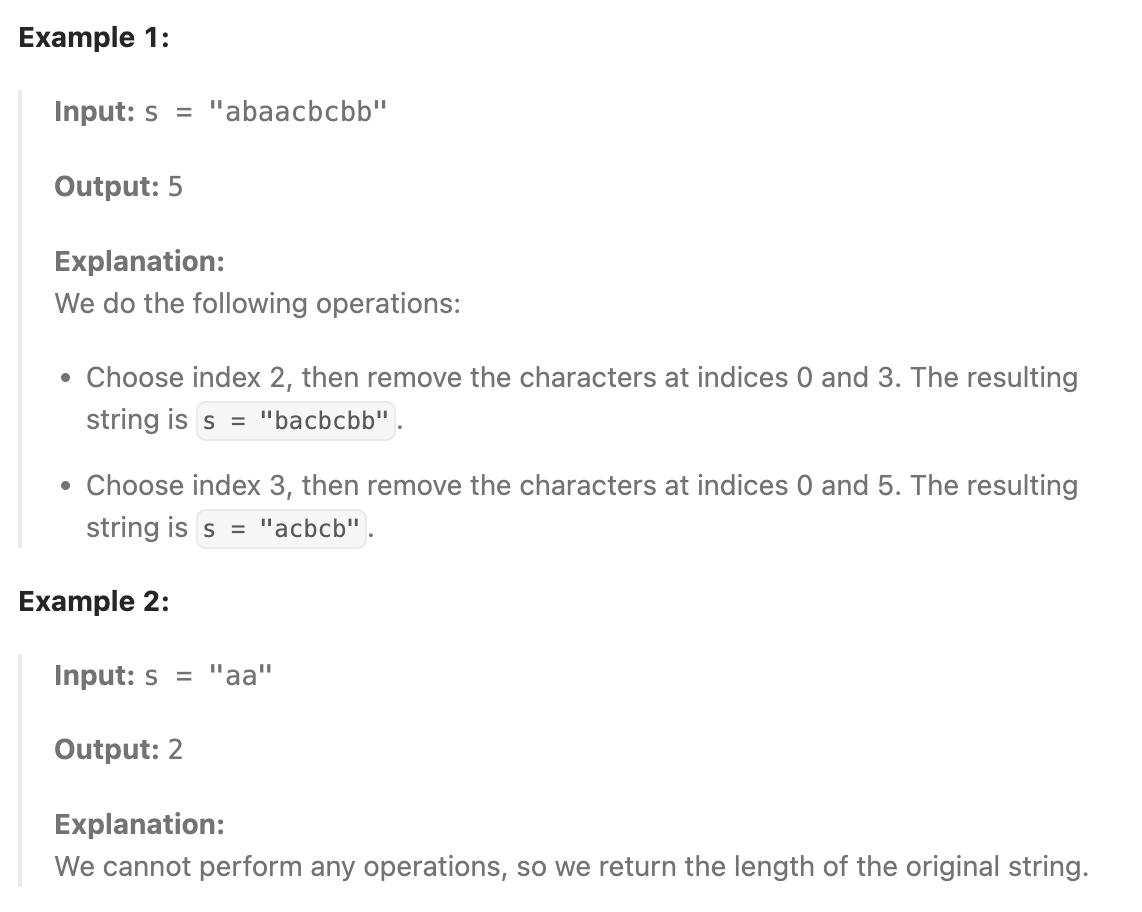 Example 1:
Input: s = "abaacbcbb"
Output: 5
Explanation:
We do the following operations:
• Choose index 2, then remove the characters at indices 0 and 3. The resulting
string is s = "bacbcbb".
• Choose index 3, then remove the characters at indices 0 and 5. The resulting
string is s = "acbcb".
Example 2:
Input: s = "aa"
Output: 2
Explanation:
We cannot perform any operations, so we return the length of the original string.